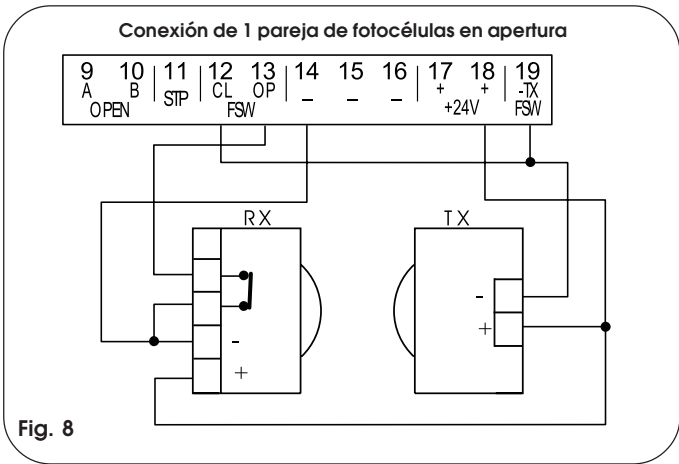 Conexión de 1 pareja de fotocélulas en apertura
9 10 11 12 13 14 15 16 17 18 19
A B STP CL OP - - - + + -TX
OPEN FSW +24V FSW
RX TX
-
-
+
+
Fig. 8